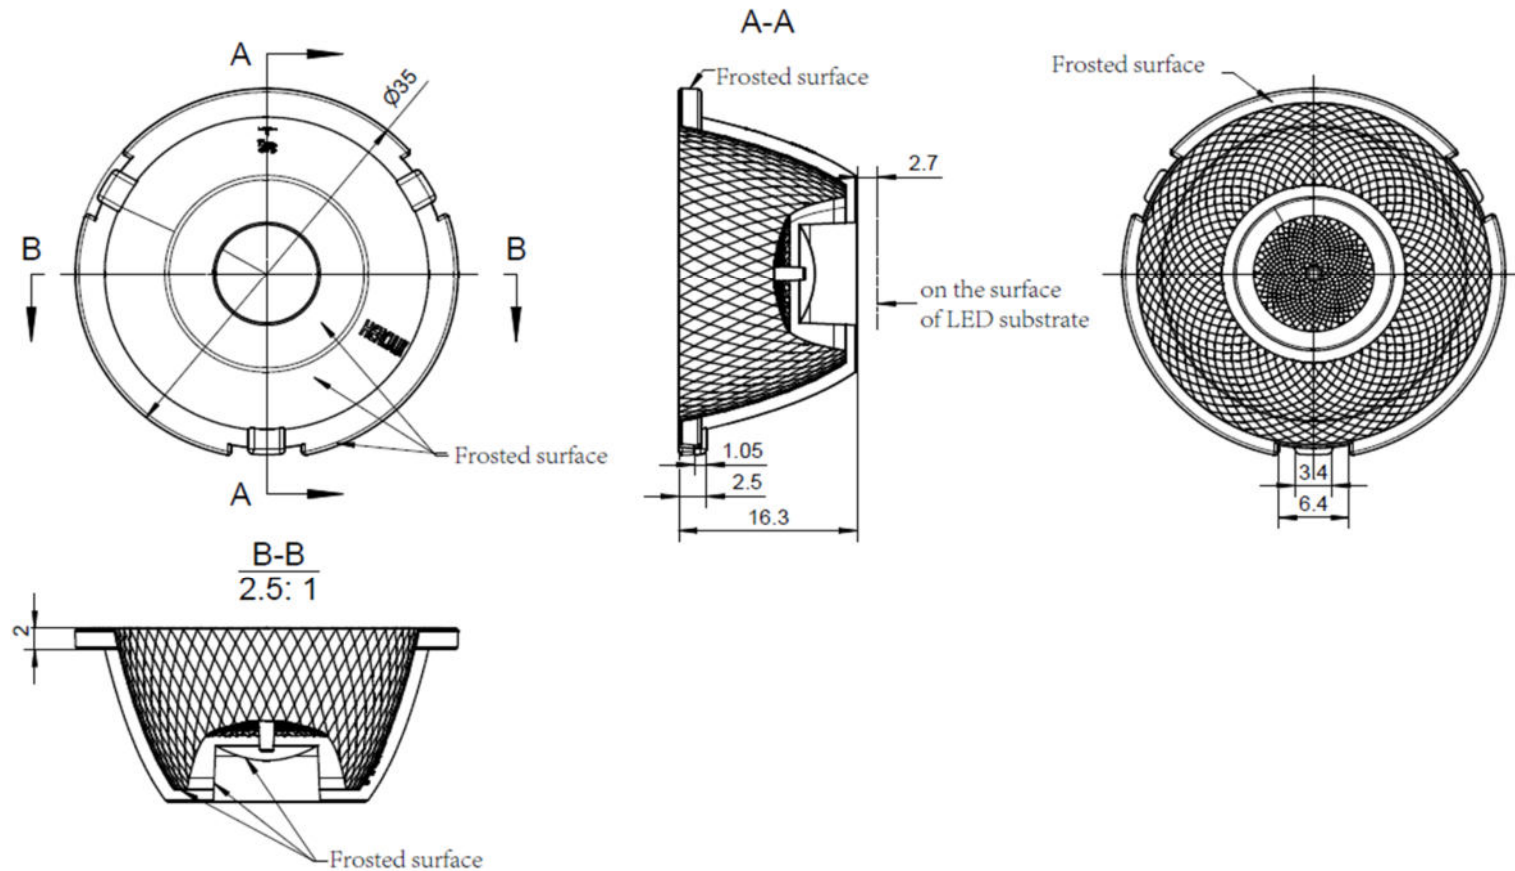 A-A
A
Ø35
Frosted surface
Frosted surface
2.7
B
B
on the surface
of LED substrate
Frosted surface
1.05
2.5
16.3
3.4
6.4
A
B-B
2.5: 1
2
Frosted surface